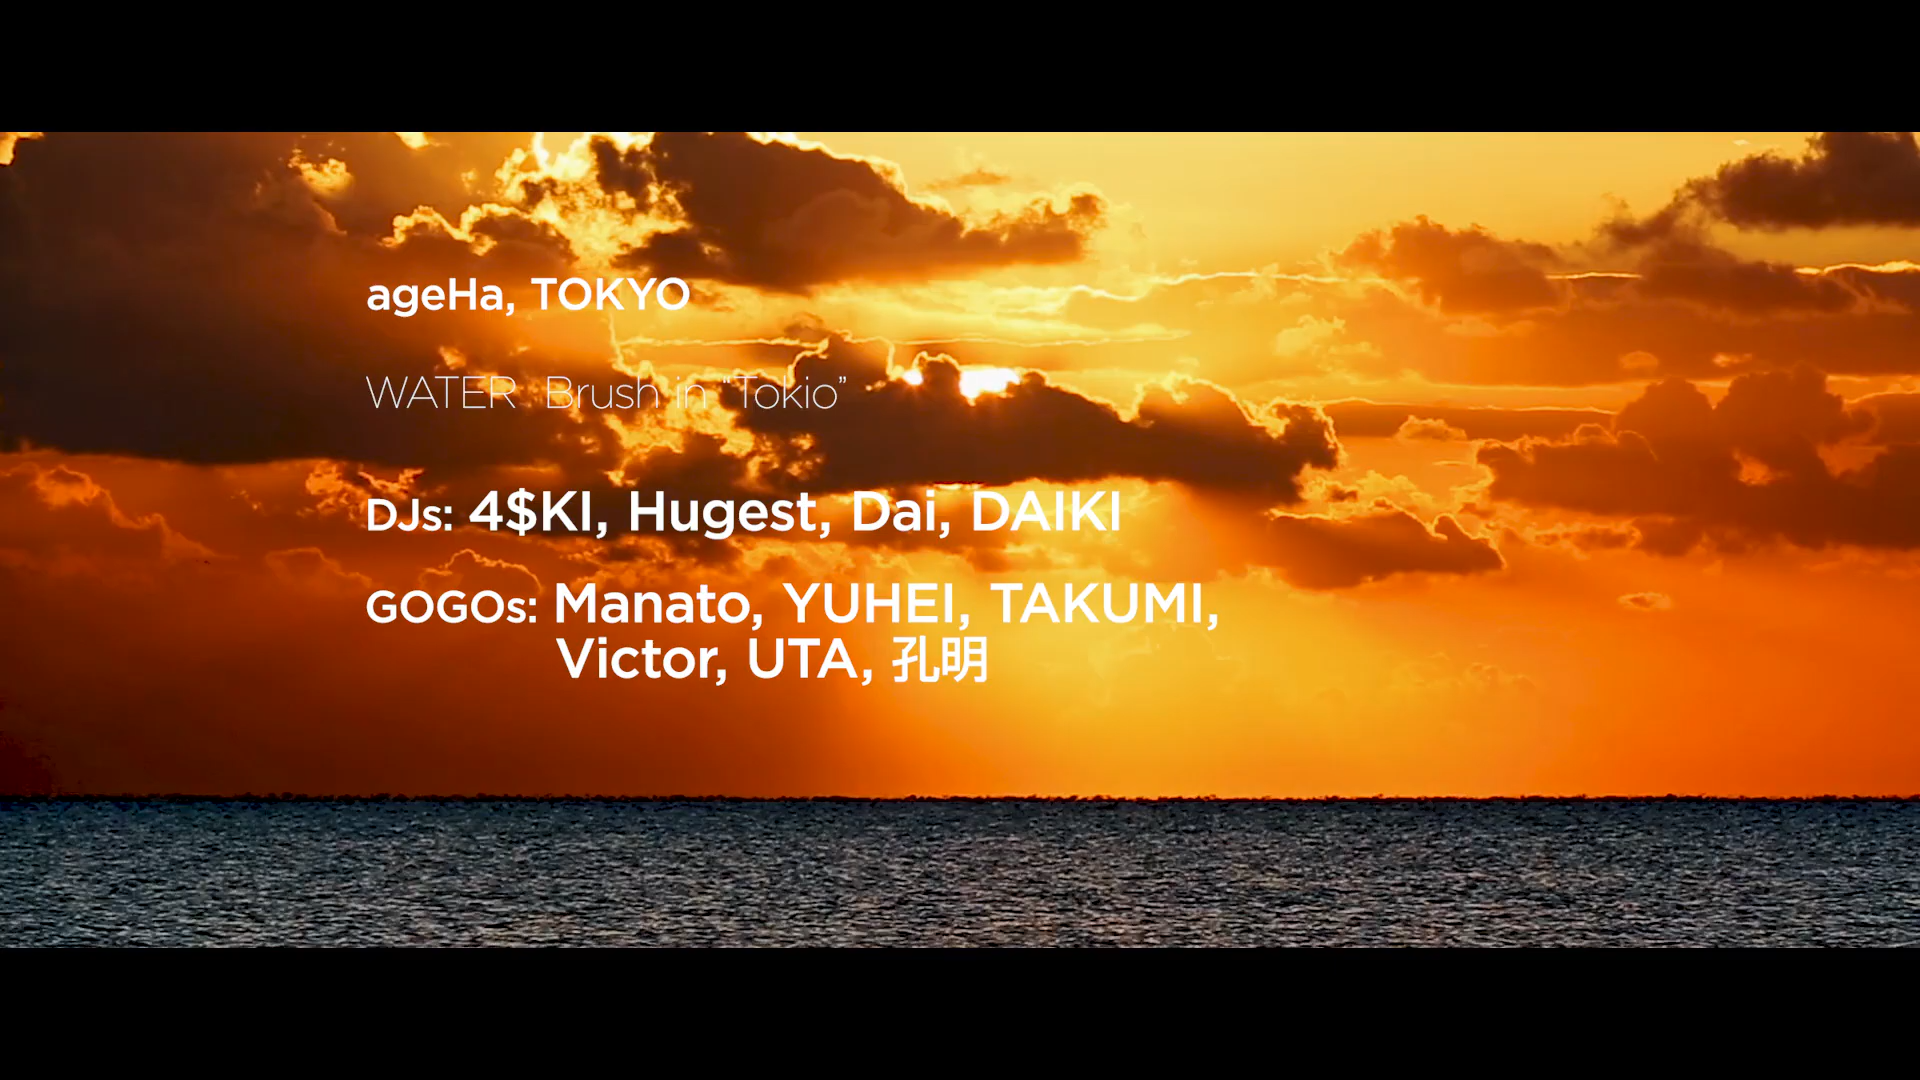 ageHa, TOKYO
WATER Brush in “Tokio”
DJs: 4$KI, Hugest, Dai, DAIKI
GOGOs: Manato, YUHEI, TAKUMI,
Victor, UTA, 孔明